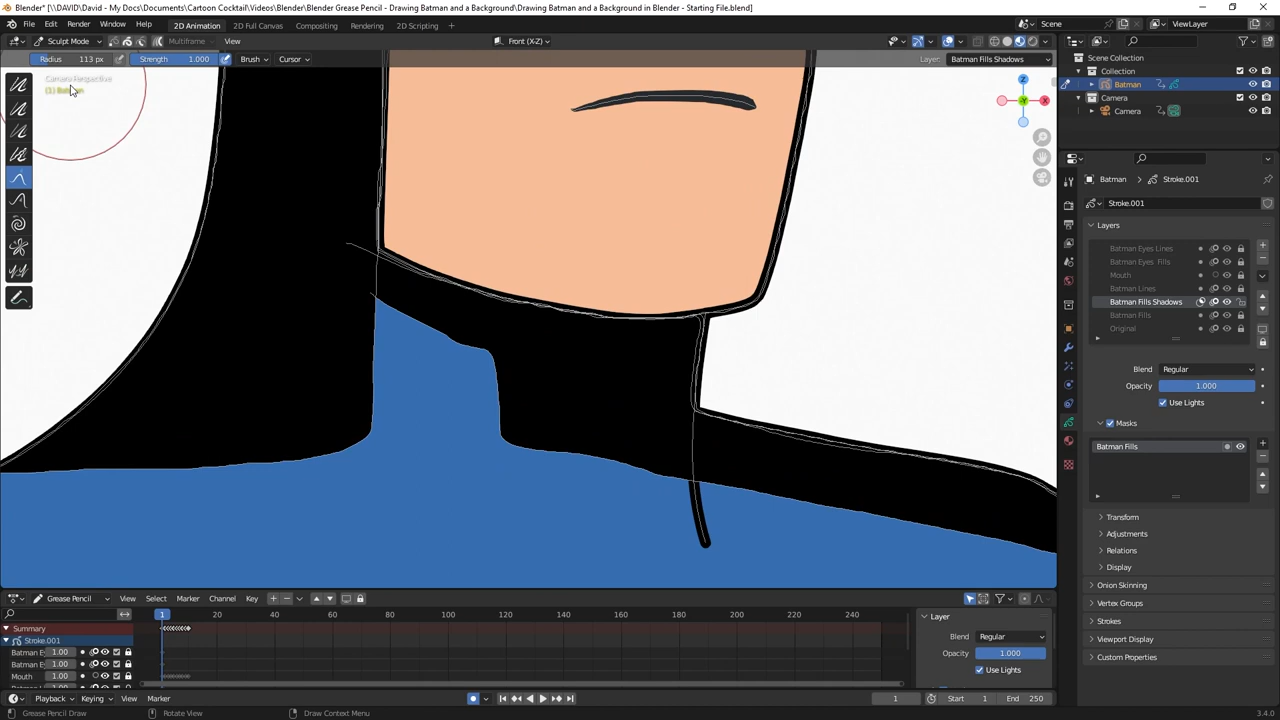 Blender* [\\DAVID\David - My Docs\Documents\Cartoon Cocktail\Videos\Blender\Blender Grease Pencil - Drawing Batman and a Background\Drawing Batman and a Background in Blender - Starting File.blend]
File Edit Render Window Help 2D Animation 2D Full Canvas Compositing Rendering Scripting Scene ViewLayer
Sculpt Mode Multiframe View Front (X-Z)
Radius 113 px Strength 1.000 Brush Cursor Layer: Batman Fills Shadows
Camera Perspective
(1) Batman
Z
Y
X
Scene Collection
Collection
Batman
Camera
Camera
Batman Stroke.001
Stroke.001
Layers
Batman Eyes Lines
Batman Eyes Fills
Mouth
Batman Lines
Batman Fills Shadows
Batman Fills
Original
Blend Regular
Opacity 1.000
Use Lights
Masks
Batman Fills
Transform
Adjustments
Relations
Display
Onion Skinning
Vertex Groups
Strokes
Viewport Display
Custom Properties
Grease Pencil View Select Marker Channel Key
1 20 40 60 80 100 120 140 160 180 200 220 240
Summary
Stroke.001
Batman E 1.00
Batman E 1.00
Mouth 1.00
Layer
Blend Regular
Opacity 1.000
Use Lights
Playback Keying View Marker 1 Start 1 End 250
Grease Pencil Draw Rotate View Draw Context Menu 3.4.0